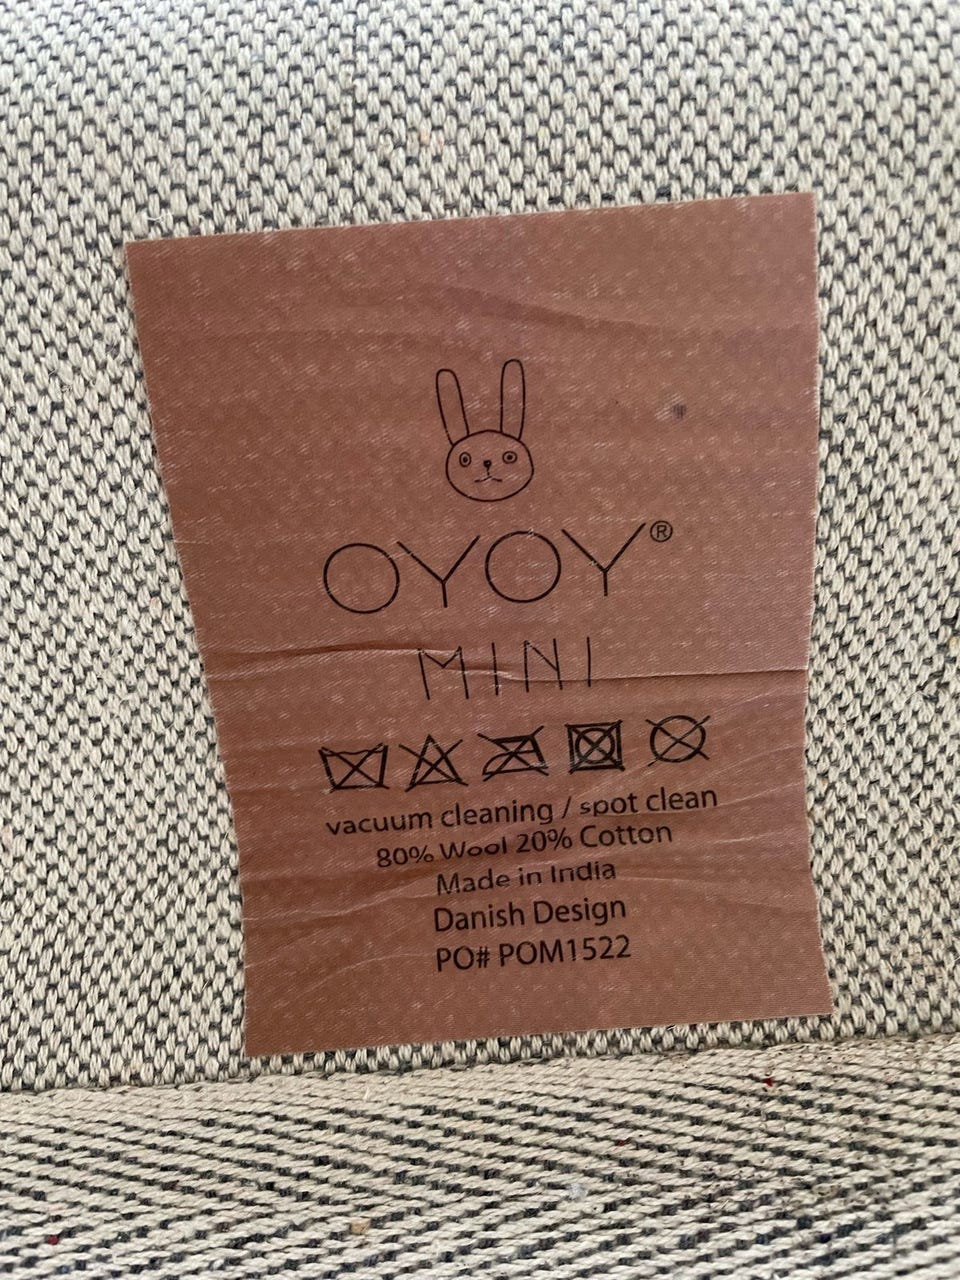 OYOY®
MINI
vacuum cleaning / spot clean
80% Wool 20% Cotton
Made in India
Danish Design
PO# POM1522